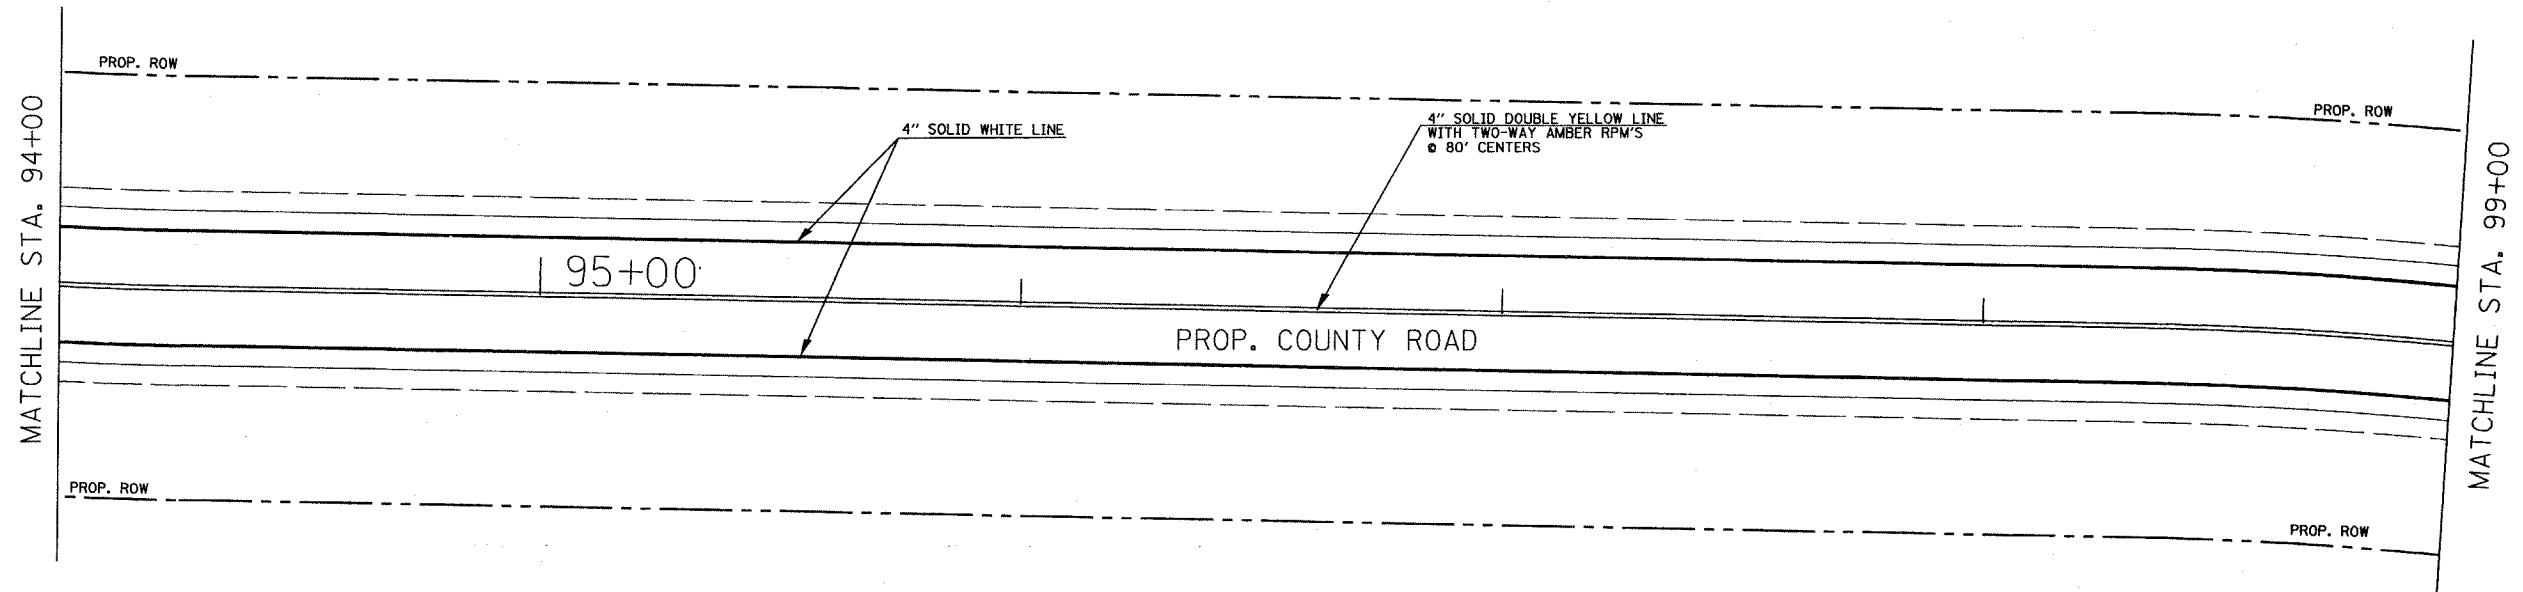 PROP. ROW
4" SOLID WHITE LINE
4" SOLID DOUBLE YELLOW LINE
WITH TWO-WAY AMBER RPM'S
@ 80' CENTERS
PROP. ROW
MATCHLINE STA. 94+00
95+00
PROP. COUNTY ROAD
MATCHLINE STA. 99+00
PROP. ROW
PROP. ROW